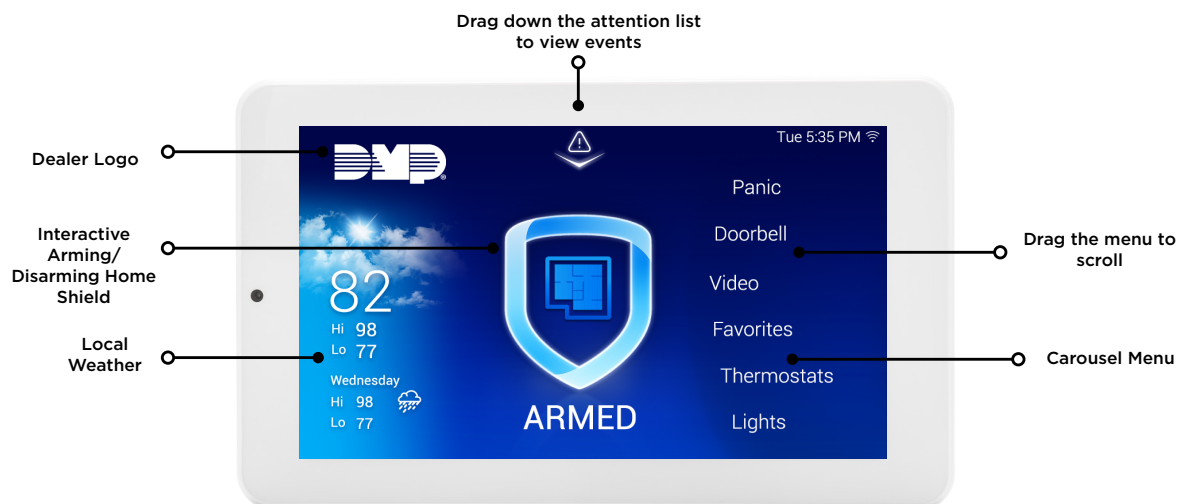 Drag down the attention list
to view events
Dealer Logo
Interactive
Arming/
Disarming Home
Shield
Local
Weather
DMP®
Tue 5:35 PM
82
Hi 98
Lo 77
Wednesday
Hi 98
Lo 77
ARMED
Panic
Doorbell
Video
Favorites
Thermostats
Lights
Drag the menu to
scroll
Carousel Menu